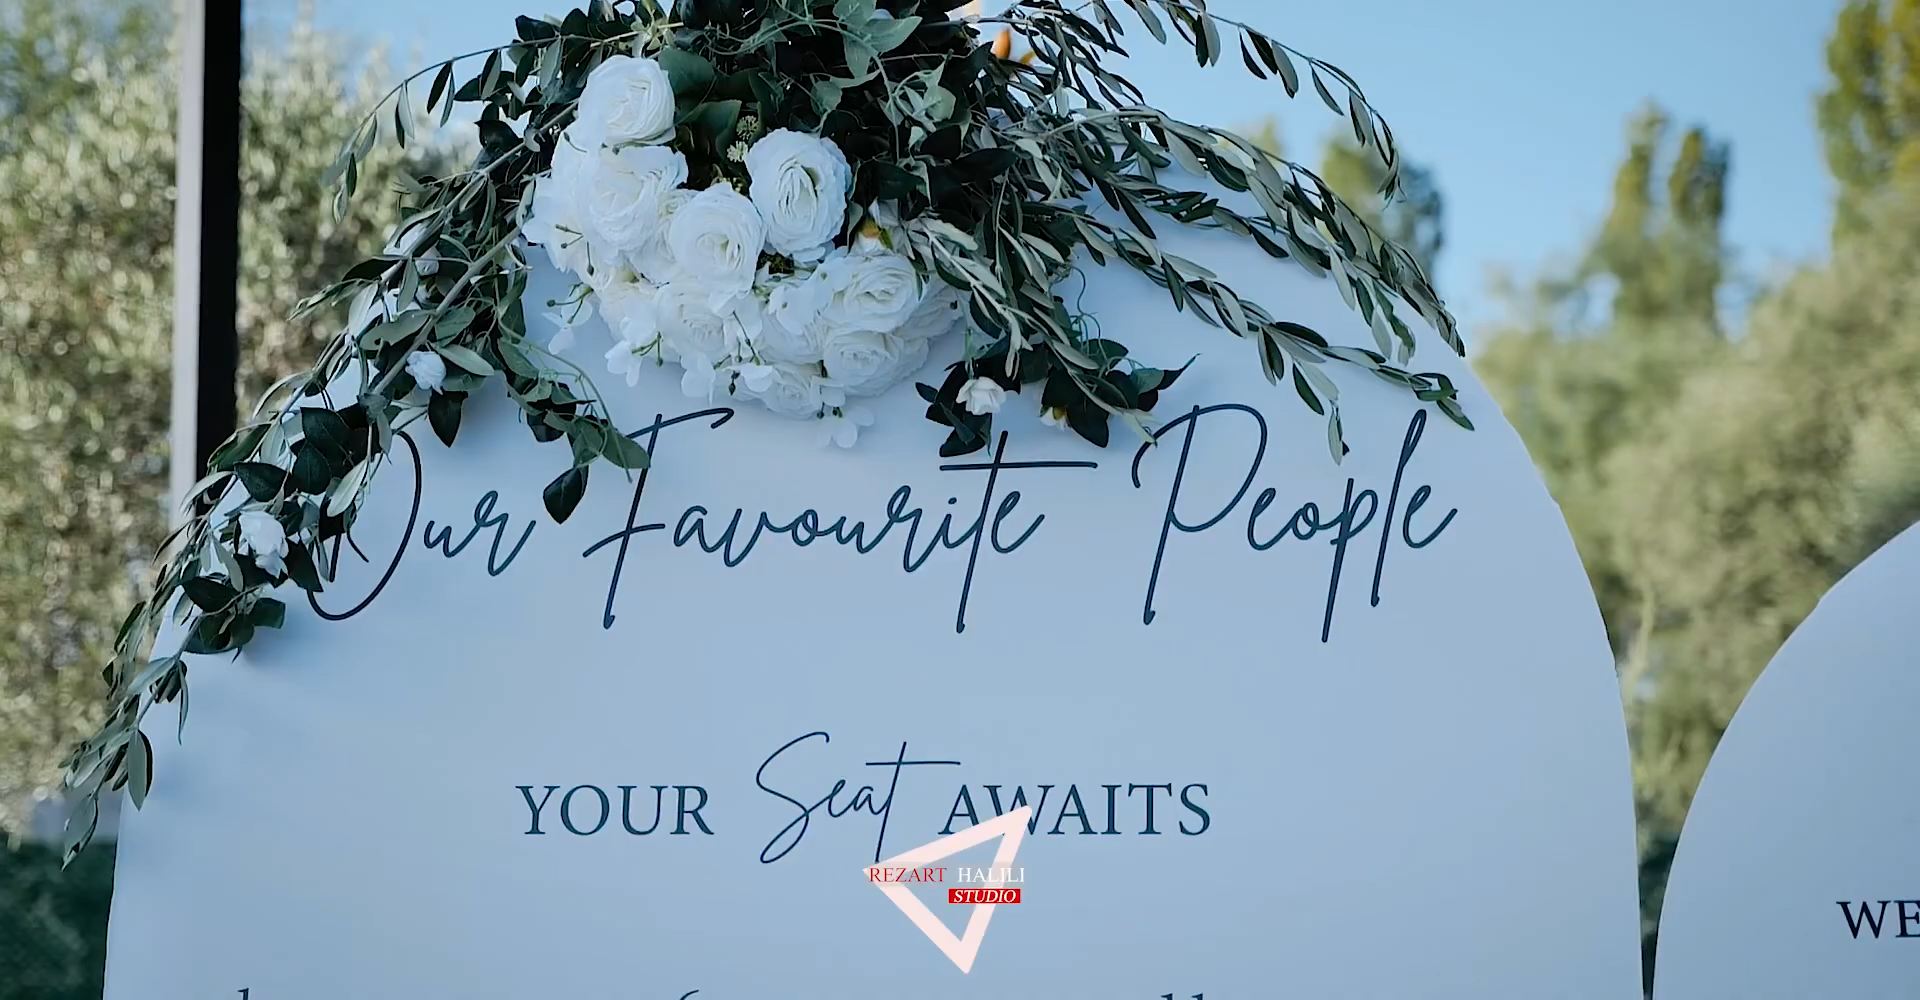 Our Favourite People
YOUR Seat AWAITS
REZART HALILI
STUDIO
WE